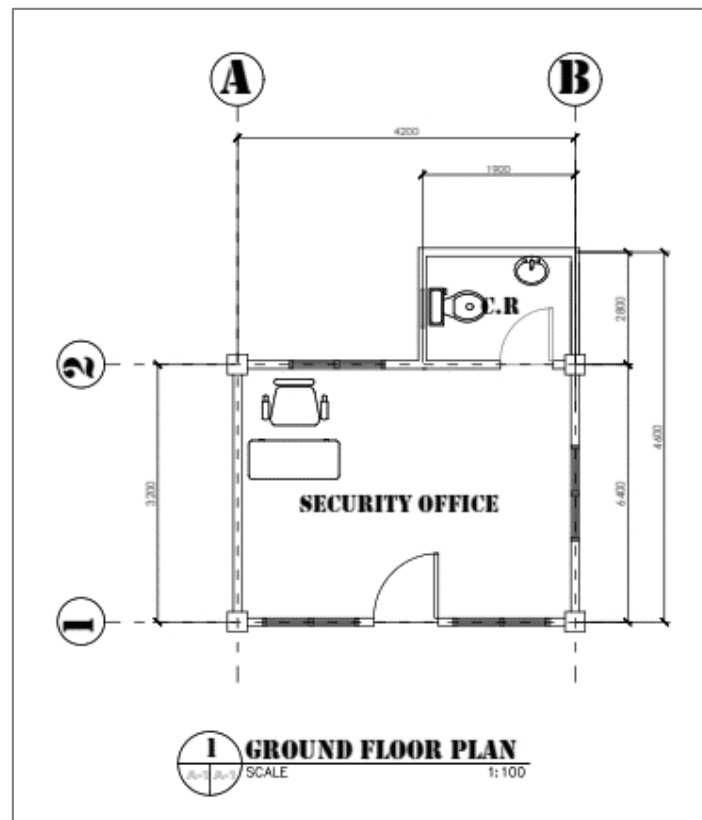 A B
4200
1900
C.R
2800
2
4600
3200
6400
SECURITY OFFICE
1
1 GROUND FLOOR PLAN
A-1 A-1 SCALE 1:100